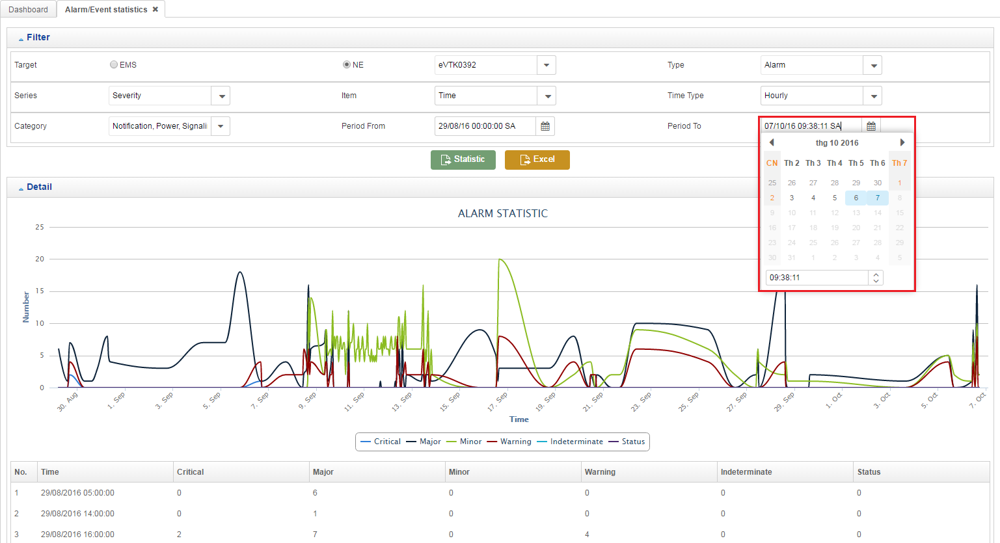 Dashboard Alarm/Event statistics ✖
Filter
Target EMS NE eVTK0392 Type Alarm
Series Severity Item Time Time Type Hourly
Category Notification, Power, Signali Period From 29/08/16 00:00:00 SA Period To 07/10/16 09:38:11 SA
thg 10 2016
CN Th 2 Th 3 Th 4 Th 5 Th 6 Th 7
25 26 27 28 29 30 1
2 3 4 5 6 7 8
9 10 11 12 13 14 15
16 17 18 19 20 21 22
23 24 25 26 27 28 29
30 31 1 2 3 4 5
09:38:11
Statistic Excel
Detail
ALARM STATISTIC
25
20
15
10
5
0
Number
30. Aug 1. Sep 3. Sep 5. Sep 7. Sep 9. Sep 11. Sep 13. Sep 15. Sep 17. Sep 19. Sep 21. Sep 23. Sep 25. Sep 27. Sep 29. Sep 1. Oct 3. Oct 5. Oct 7. Oct
Time
Critical Major Minor Warning Indeterminate Status
No. Time Critical Major Minor Warning Indeterminate Status
1 29/08/2016 05:00:00 0 6 0 0 0 0
2 29/08/2016 14:00:00 0 1 0 0 0 0
3 29/08/2016 16:00:00 2 7 0 4 0 0